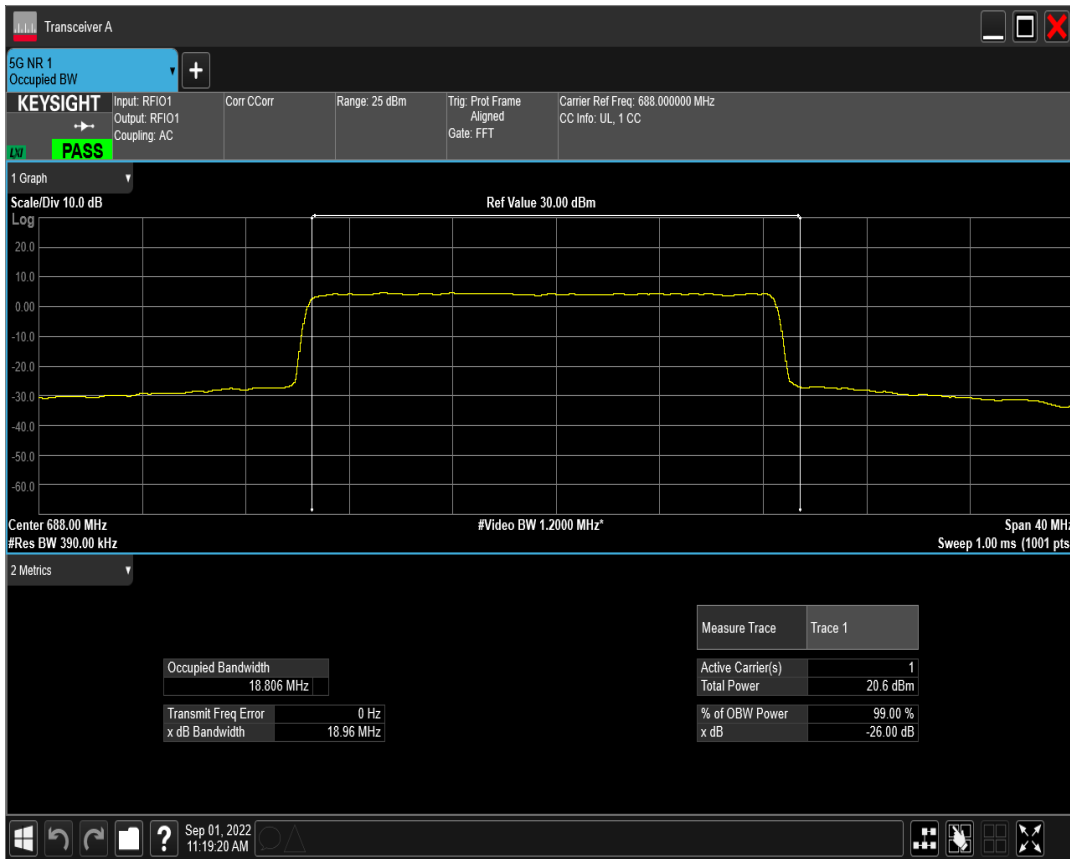 Transceiver A
5G NR 1
Occupied BW
KEYSIGHT
LXI
PASS
Input: RFIO1
Output: RFIO1
Coupling: AC
Corr CCorr
Range: 25 dBm
Trig: Prot Frame
Aligned
Gate: FFT
Carrier Ref Freq: 688.000000 MHz
CC Info: UL, 1 CC
1 Graph
Scale/Div 10.0 dB
Ref Value 30.00 dBm
Log
20.0
10.0
0.00
-10.0
-20.0
-30.0
-40.0
-50.0
-60.0
Center 688.00 MHz
#Video BW 1.2000 MHz*
Span 40 MHz
#Res BW 390.00 kHz
Sweep 1.00 ms (1001 pts
2 Metrics
Measure Trace Trace 1
Occupied Bandwidth
18.806 MHz
Active Carrier(s) 1
Total Power 20.6 dBm
Transmit Freq Error 0 Hz
x dB Bandwidth 18.96 MHz
% of OBW Power 99.00 %
x dB -26.00 dB
Sep 01, 2022
11:19:20 AM